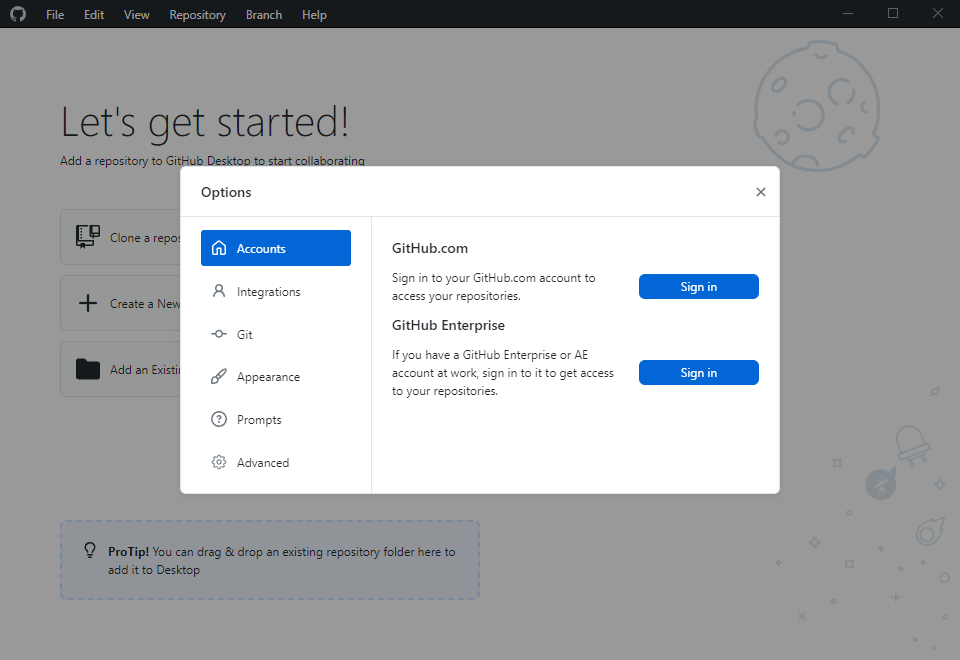 File Edit View Repository Branch Help
Let's get started!
Add a repository to GitHub Desktop to start collaborating
Clone a repos
Create a New
Add an Existi
Options
Accounts
Integrations
Git
Appearance
Prompts
Advanced
GitHub.com
Sign in to your GitHub.com account to
access your repositories.
Sign in
GitHub Enterprise
If you have a GitHub Enterprise or AE
account at work, sign in to it to get access
to your repositories.
Sign in
ProTip! You can drag & drop an existing repository folder here to
add it to Desktop